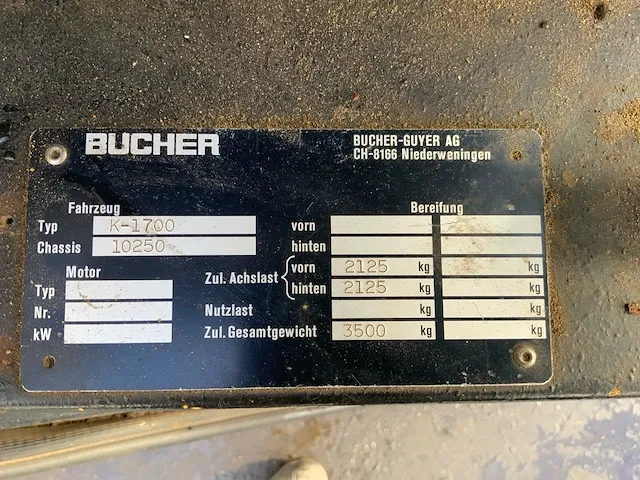 BUCHER
BUCHER-GUYER AG
CH-8166 Niederweningen
Fahrzeug
Typ K-1700
Chassis 10250
Motor
Typ
Nr.
kW
Bereifung
vorn
hinten
Zul. Achslast vorn 2125 kg kg
hinten 2125 kg kg
Nutzlast kg kg
Zul. Gesamtgewicht 3500 kg kg